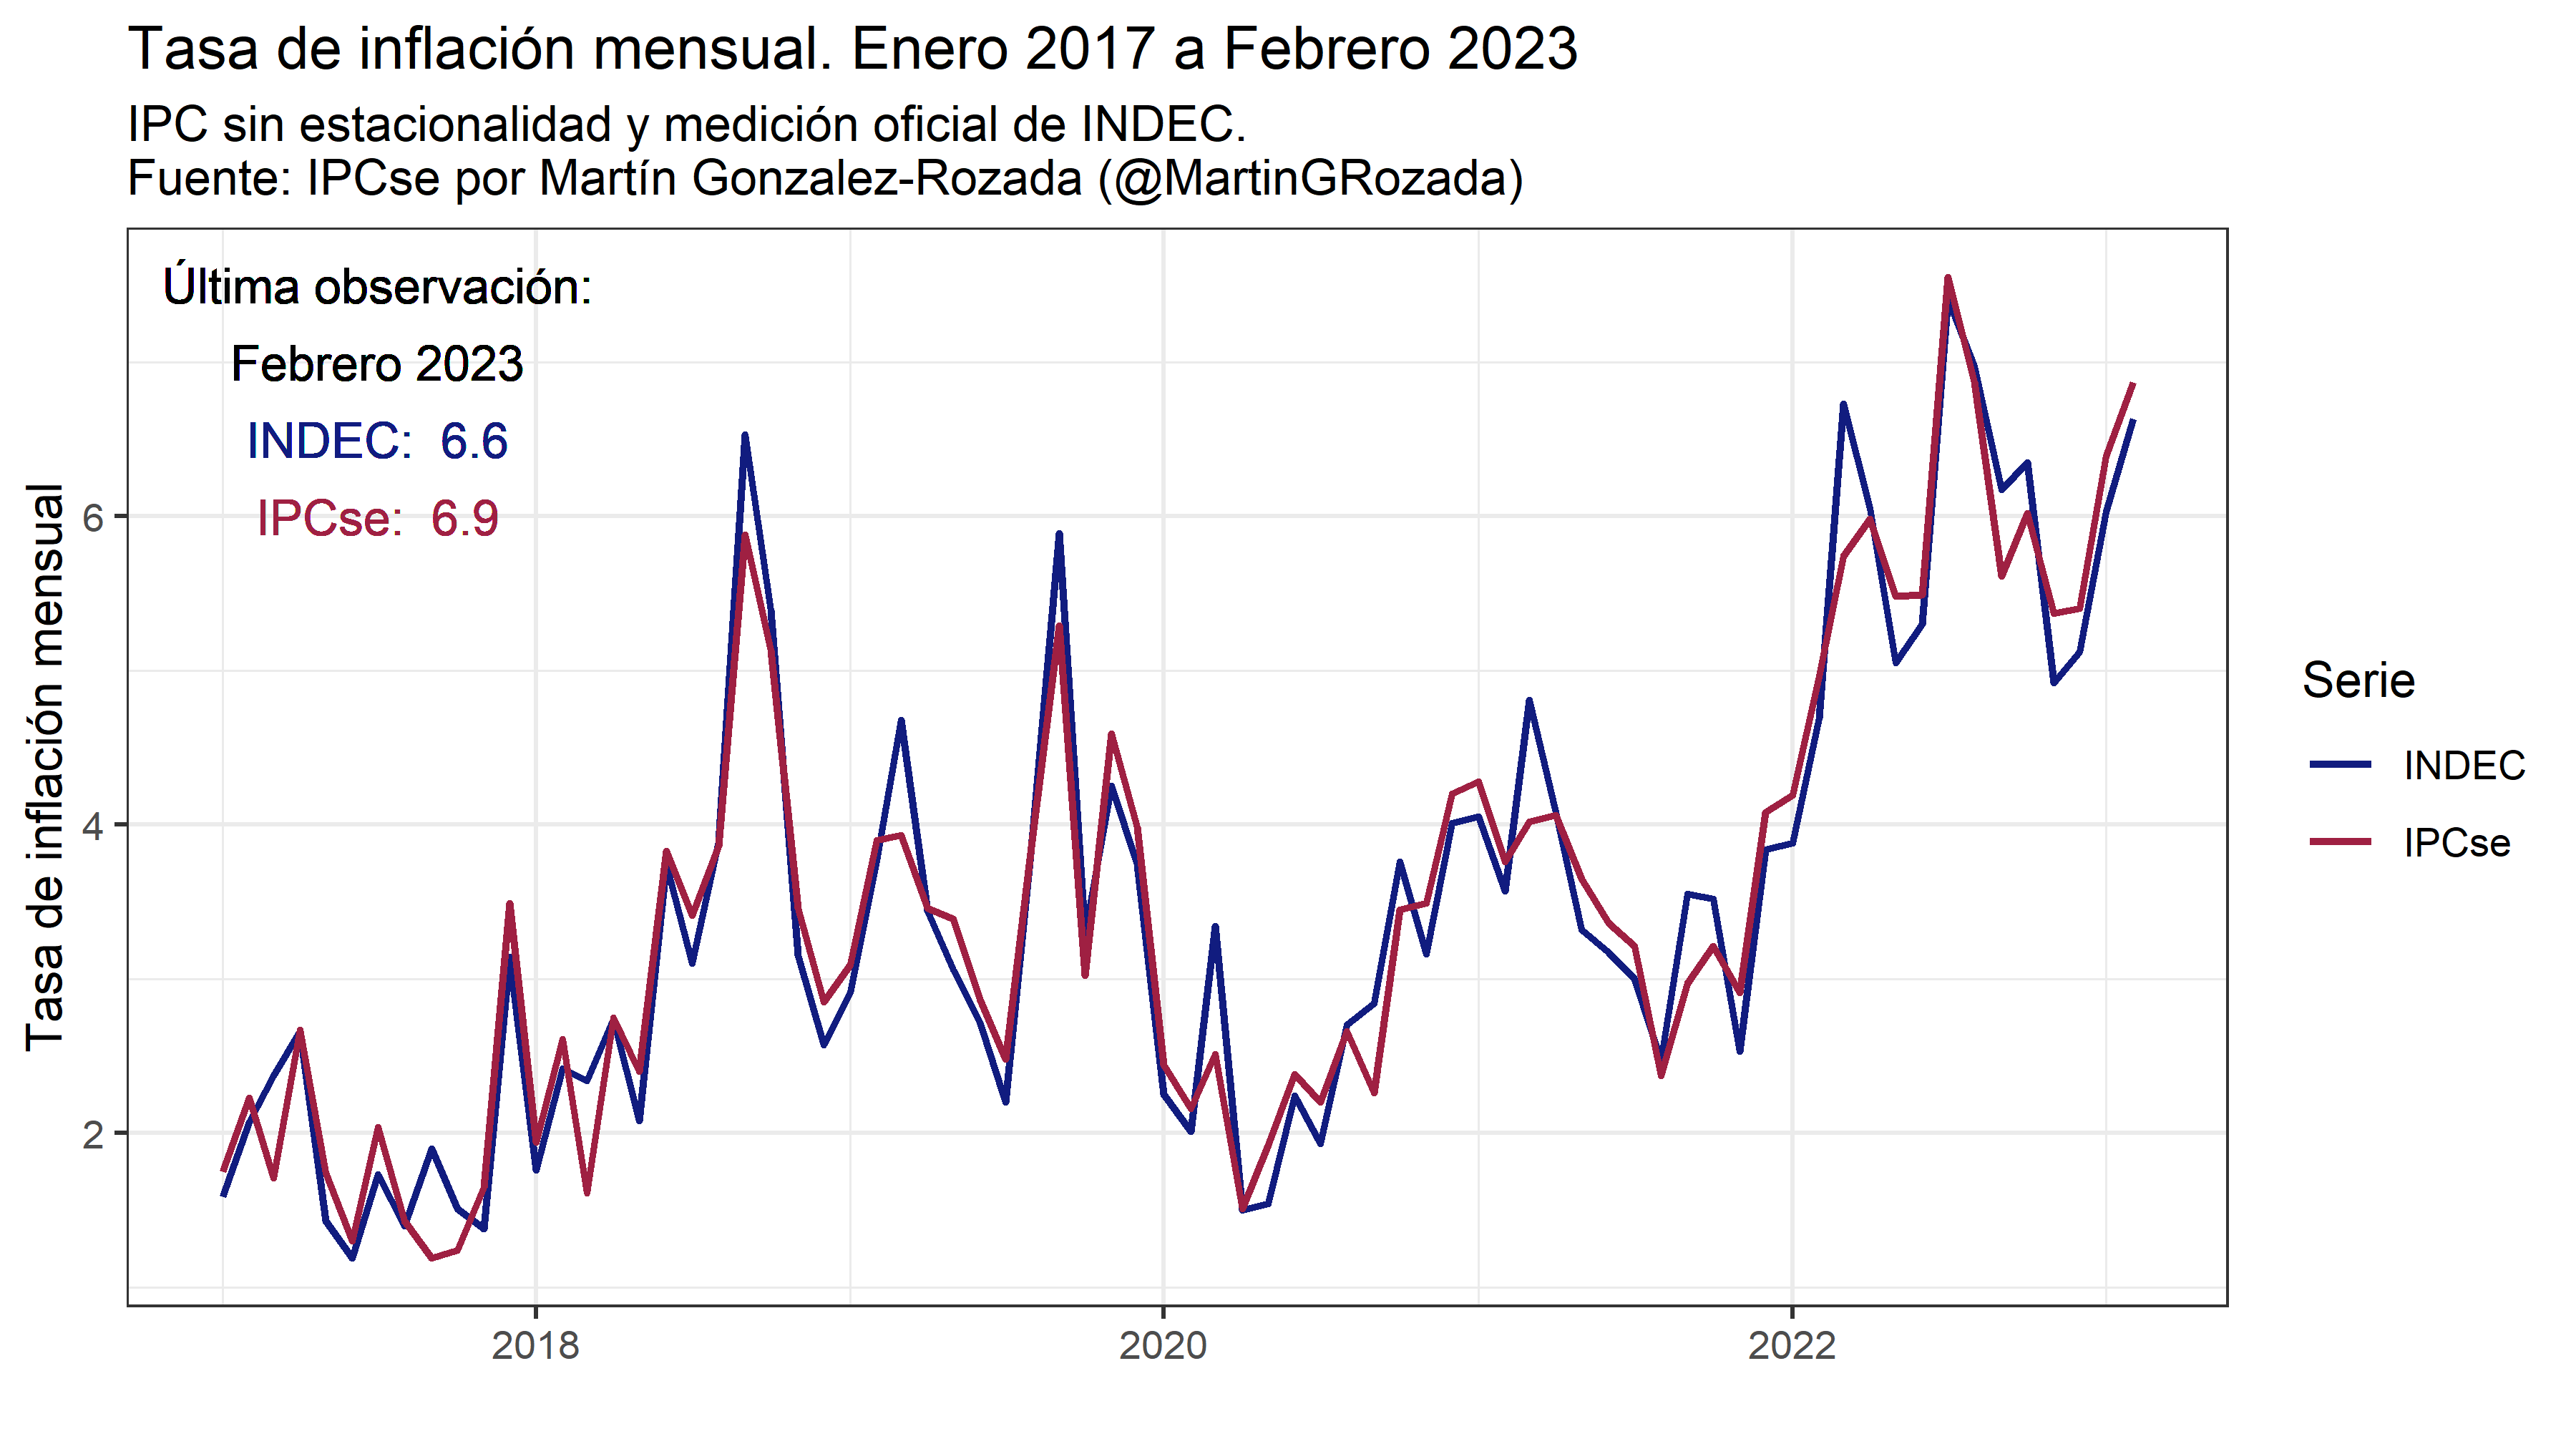 Tasa de inflación mensual. Enero 2017 a Febrero 2023
IPC sin estacionalidad y medición oficial de INDEC.
Fuente: IPCse por Martín Gonzalez-Rozada (@MartinGRozada)
Última observación:
Febrero 2023
INDEC: 6.6
IPCse: 6.9
Tasa de inflación mensual
6
4
2
2018
2020
2022
Serie
INDEC
IPCse